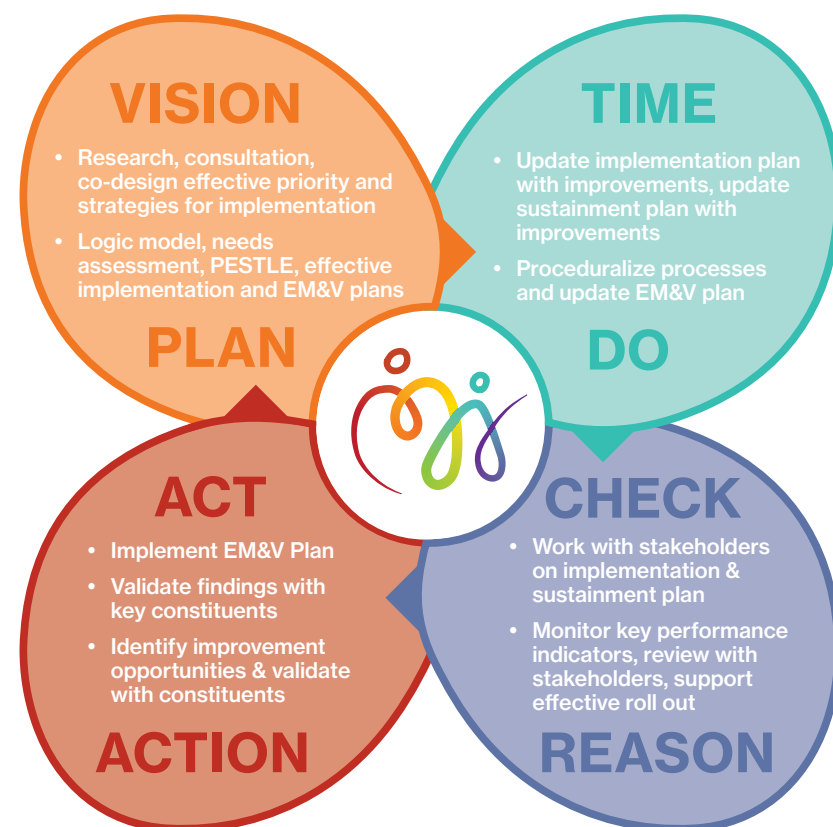 VISION
• Research, consultation,
co-design effective priority and
strategies for implementation
• Logic model, needs
assessment, PESTLE, effective
implementation and EM&V plans
PLAN
TIME
• Update implementation plan
with improvements, update
sustainment plan with
improvements
• Proceduralize processes
and update EM&V plan
DO
ACT
• Implement EM&V Plan
• Validate findings with
key constituents
• Identify improvement
opportunities & validate
with constituents
ACTION
CHECK
• Work with stakeholders
on implementation &
sustainment plan
• Monitor key performance
indicators, review with
stakeholders, support
effective roll out
REASON